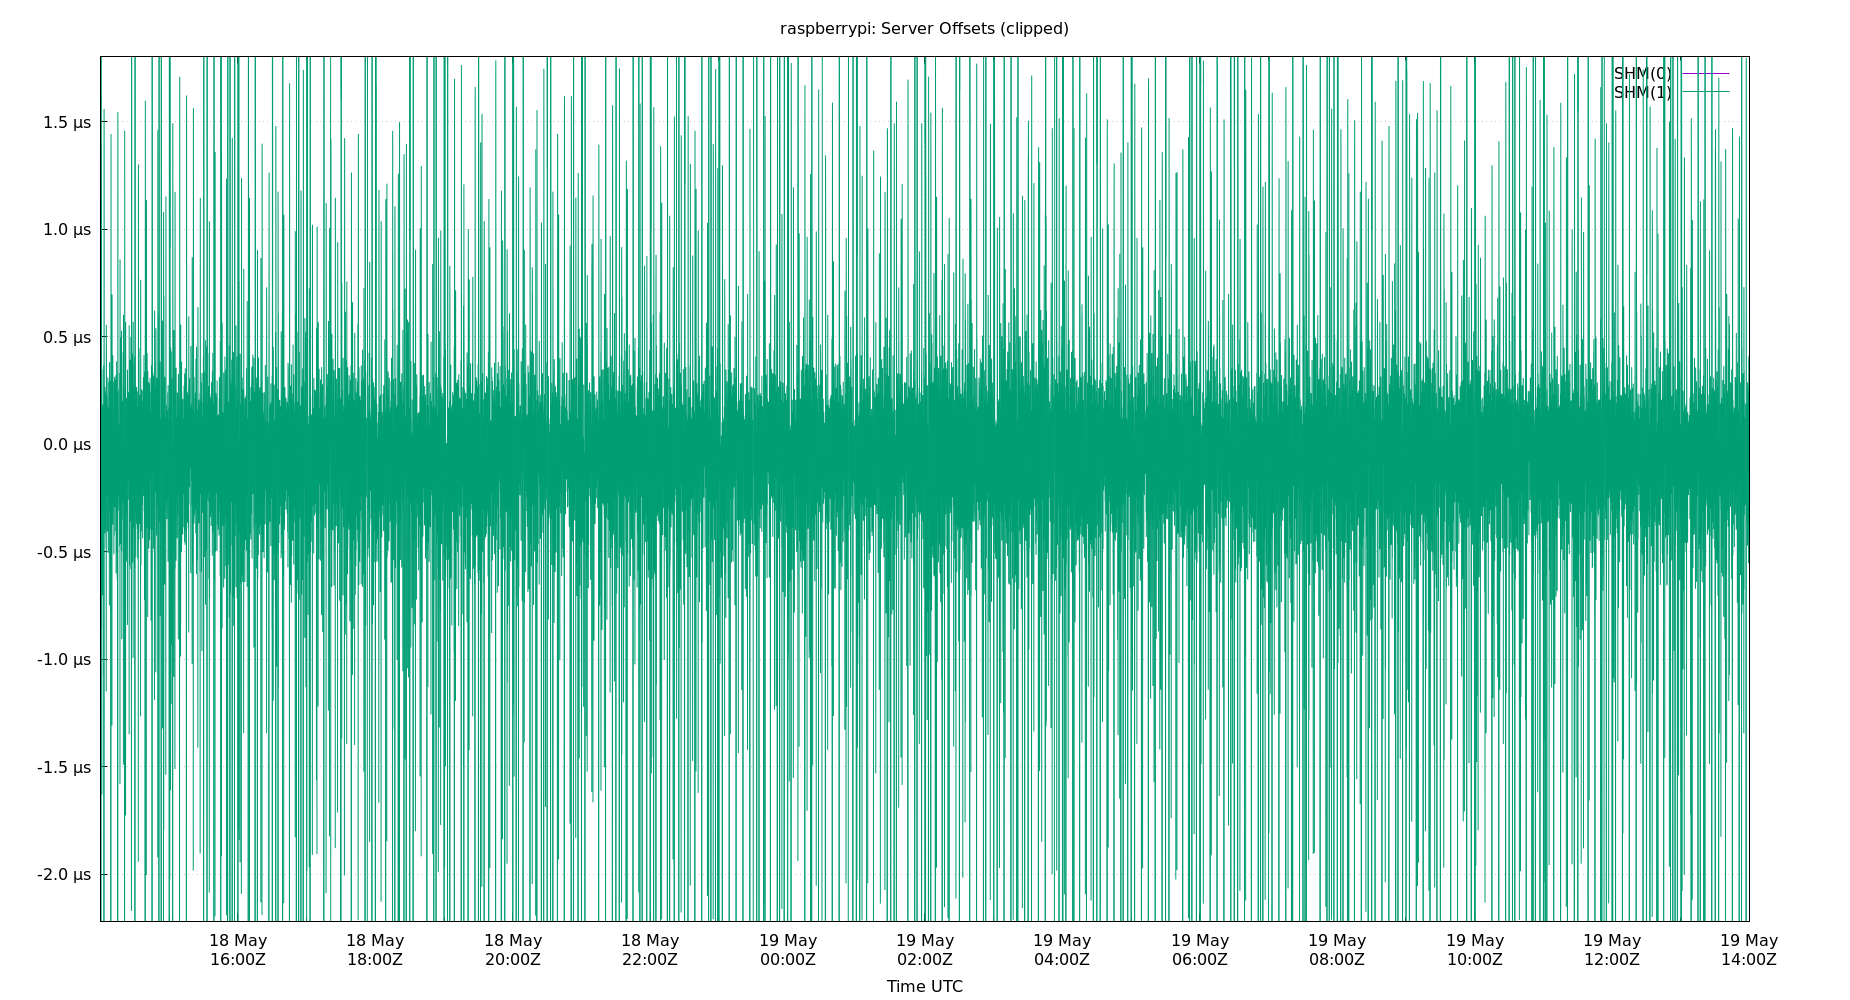 raspberrypi: Server Offsets (clipped)
SHM(0)
SHM(1)
1.5 µs
1.0 µs
0.5 µs
0.0 µs
-0.5 µs
-1.0 µs
-1.5 µs
-2.0 µs
18 May 18 May 18 May 18 May 19 May 19 May 19 May 19 May 19 May 19 May 19 May 19 May
16:00Z 18:00Z 20:00Z 22:00Z 00:00Z 02:00Z 04:00Z 06:00Z 08:00Z 10:00Z 12:00Z 14:00Z
Time UTC